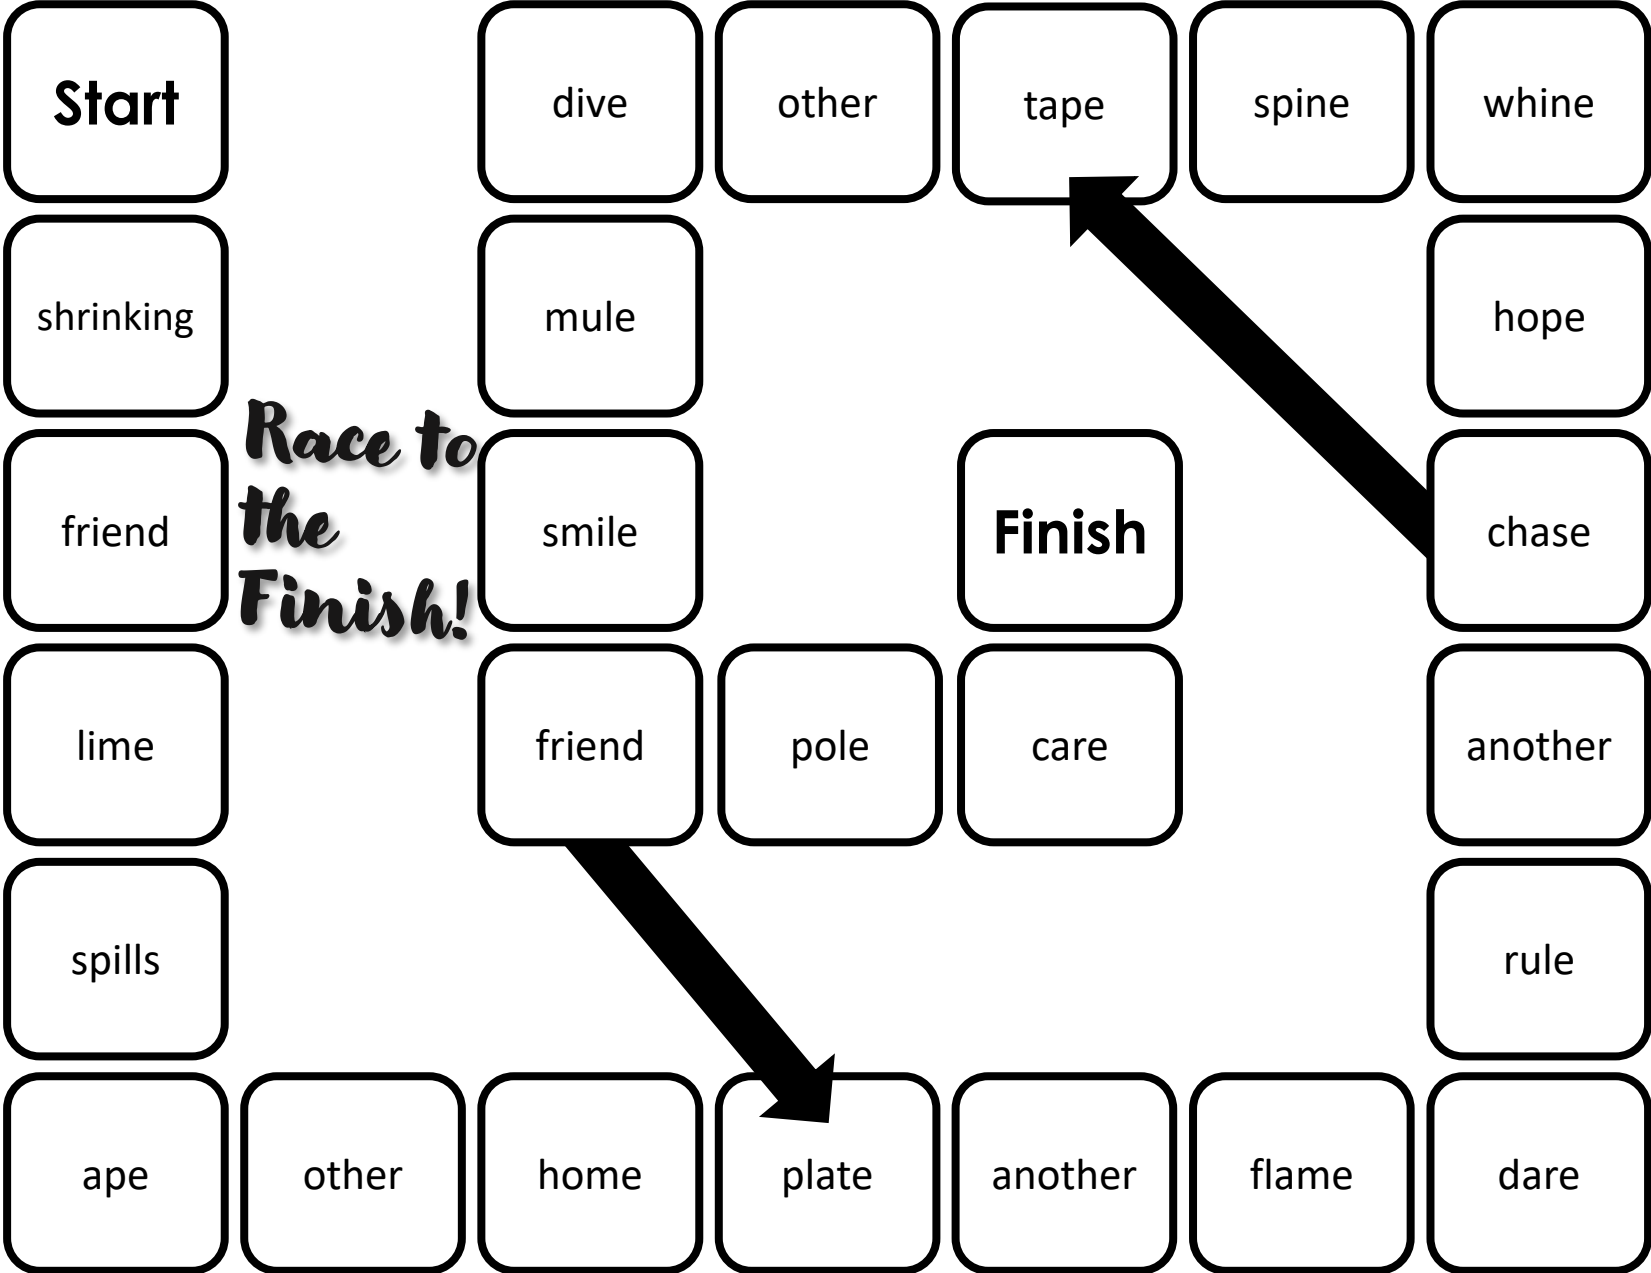 Start
dive
other
tape
spine
whine
shrinking
mule
hope
Race to
the
Finish!
friend
smile
Finish
chase
lime
friend
pole
care
another
spills
rule
ape
other
home
plate
another
flame
dare